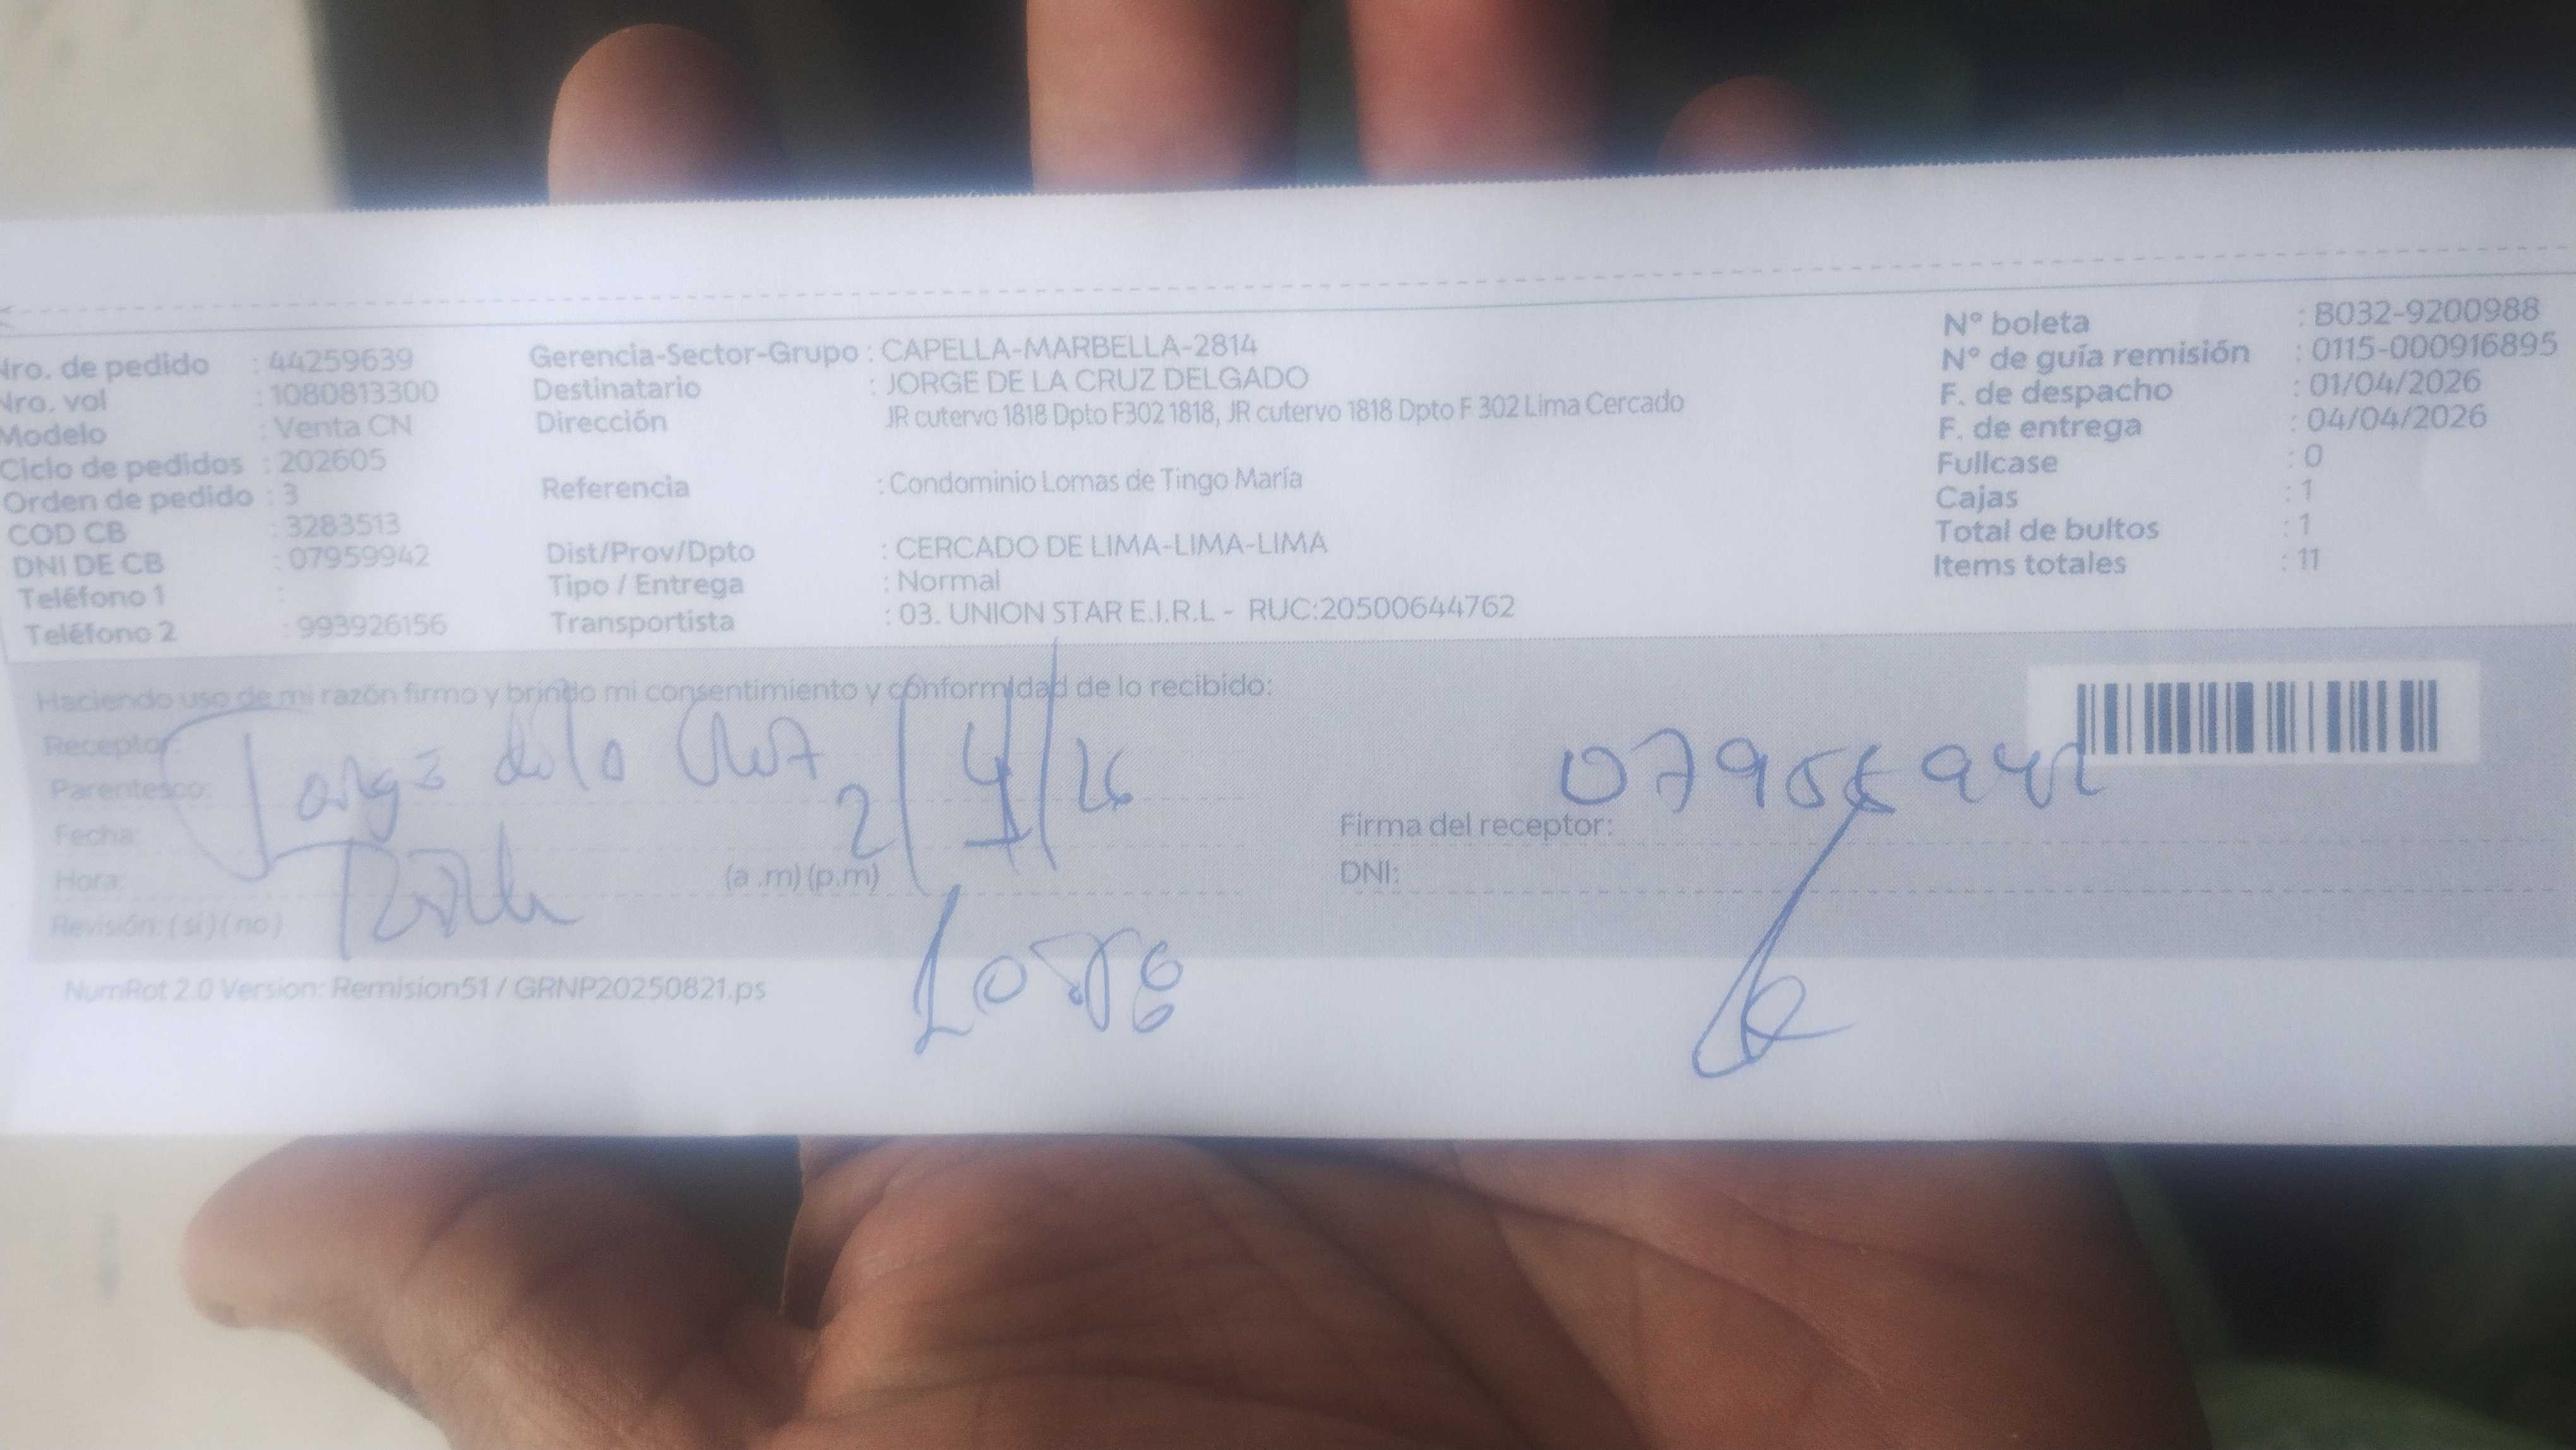 Nro. de pedido : 44259639
Nro. vol : 1080813300
Modelo : Venta CN
Ciclo de pedidos : 202605
Orden de pedido : 3
COD CB : 3283513
DNI DE CB : 07959942
Teléfono 1 :
Teléfono 2 : 993926156
Gerencia-Sector-Grupo : CAPELLA-MARBELLA-2814
Destinatario : JORGE DE LA CRUZ DELGADO
Dirección JR cutervo 1818 Dpto F302 1818, JR cutervo 1818 Dpto F 302 Lima Cercado
Referencia : Condominio Lomas de Tingo María
Dist/Prov/Dpto : CERCADO DE LIMA-LIMA-LIMA
Tipo / Entrega : Normal
Transportista : 03. UNION STAR E.I.R.L - RUC:20500644762
Nº boleta : B032-9200988
Nº de guía remisión : 0115-000916895
F. de despacho : 01/04/2026
F. de entrega : 04/04/2026
Fullcase : 0
Cajas : 1
Total de bultos : 1
Items totales : 11
Haciendo uso de mi razón firmo y brindo mi consentimiento y conformidad de lo recibido:
Receptor:
Jorge de la Cruz
2/4/26
Parentesco:
Fecha:
Hora: (a .m) (p.m)
Revisión: (si) (no)
Firma del receptor:
DNI:
NumRot 2.0 Version: Remision51 / GRNP20250821.ps